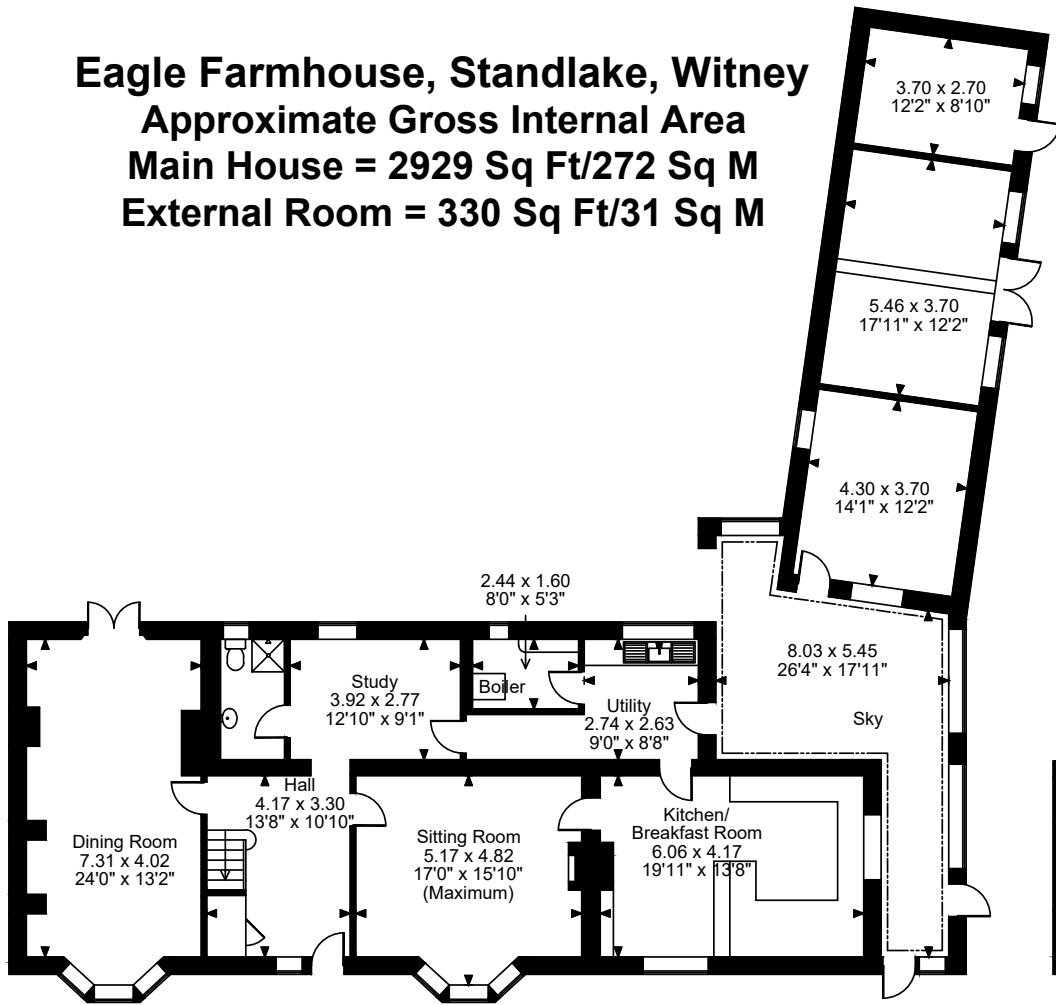 Eagle Farmhouse, Standlake, Witney
Approximate Gross Internal Area
Main House = 2929 Sq Ft/272 Sq M
External Room = 330 Sq Ft/31 Sq M
3.70 x 2.70
12'2" x 8'10"
5.46 x 3.70
17'11" x 12'2"
4.30 x 3.70
14'1" x 12'2"
2.44 x 1.60
8'0" x 5'3"
Boiler
Study
3.92 x 2.77
12'10" x 9'1"
Utility
2.74 x 2.63
9'0" x 8'8"
8.03 x 5.45
26'4" x 17'11"
Sky
Hall
4.17 x 3.30
13'8" x 10'10"
Dining Room
7.31 x 4.02
24'0" x 13'2"
Sitting Room
5.17 x 4.82
17'0" x 15'10"
(Maximum)
Kitchen/
Breakfast Room
6.06 x 4.17
19'11" x 13'8"